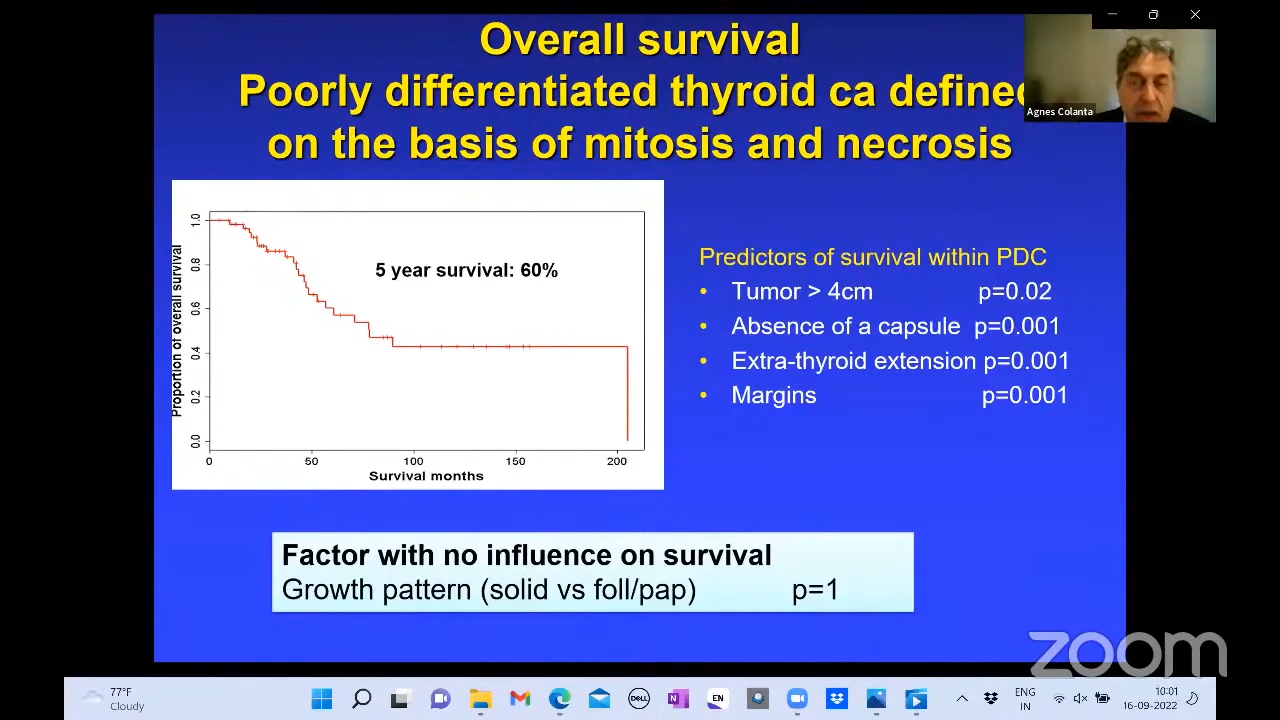 Overall survival
Poorly differentiated thyroid ca define
on the basis of mitosis and necrosis
Agnes Colanta
Proportion of overall survival
1.0
0.8
0.6
0.4
0.2
0.0
5 year survival: 60%
0 50 100 150 200
Survival months
Predictors of survival within PDC
• Tumor > 4cm p=0.02
• Absence of a capsule p=0.001
• Extra-thyroid extension p=0.001
• Margins p=0.001
Factor with no influence on survival
Growth pattern (solid vs foll/pap) p=1
zoom
77°F
Cloudy
DELL
N
EN
ENG
IN
10:01
16-09-2022